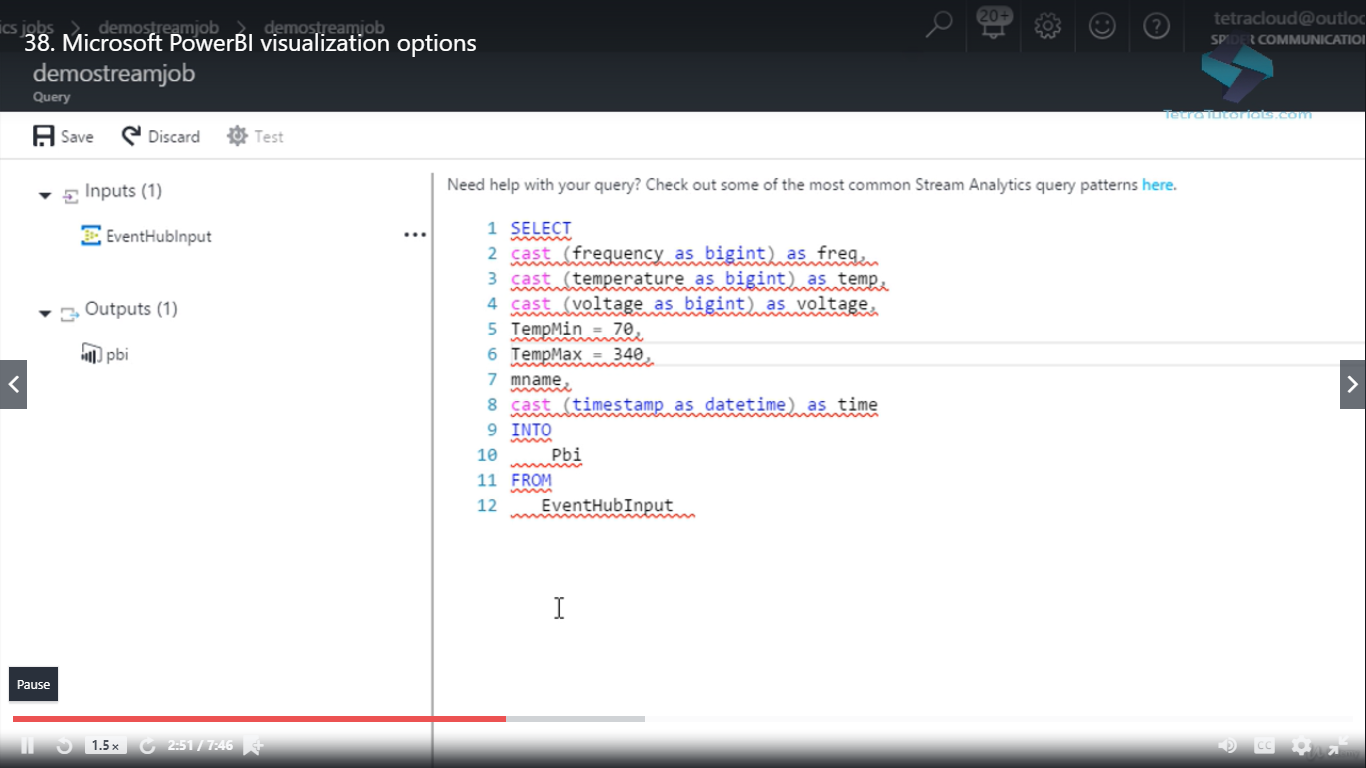 ics jobs demostreamjob demostreamjob
38. Microsoft PowerBI visualization options
20+
tetracloud@outloo
SPIDER COMMUNICATIO
demostreamjob
Query
TetraTutorials.com
Save Discard Test
Inputs (1)
EventHubInput
Outputs (1)
pbi
Need help with your query? Check out some of the most common Stream Analytics query patterns here.
1 SELECT
2 cast (frequency as bigint) as freq,
3 cast (temperature as bigint) as temp,
4 cast (voltage as bigint) as voltage,
5 TempMin = 70,
6 TempMax = 340,
7 mname,
8 cast (timestamp as datetime) as time
9 INTO
10 Pbi
11 FROM
12 EventHubInput
Pause
1.5× 2:51 / 7:46 CC